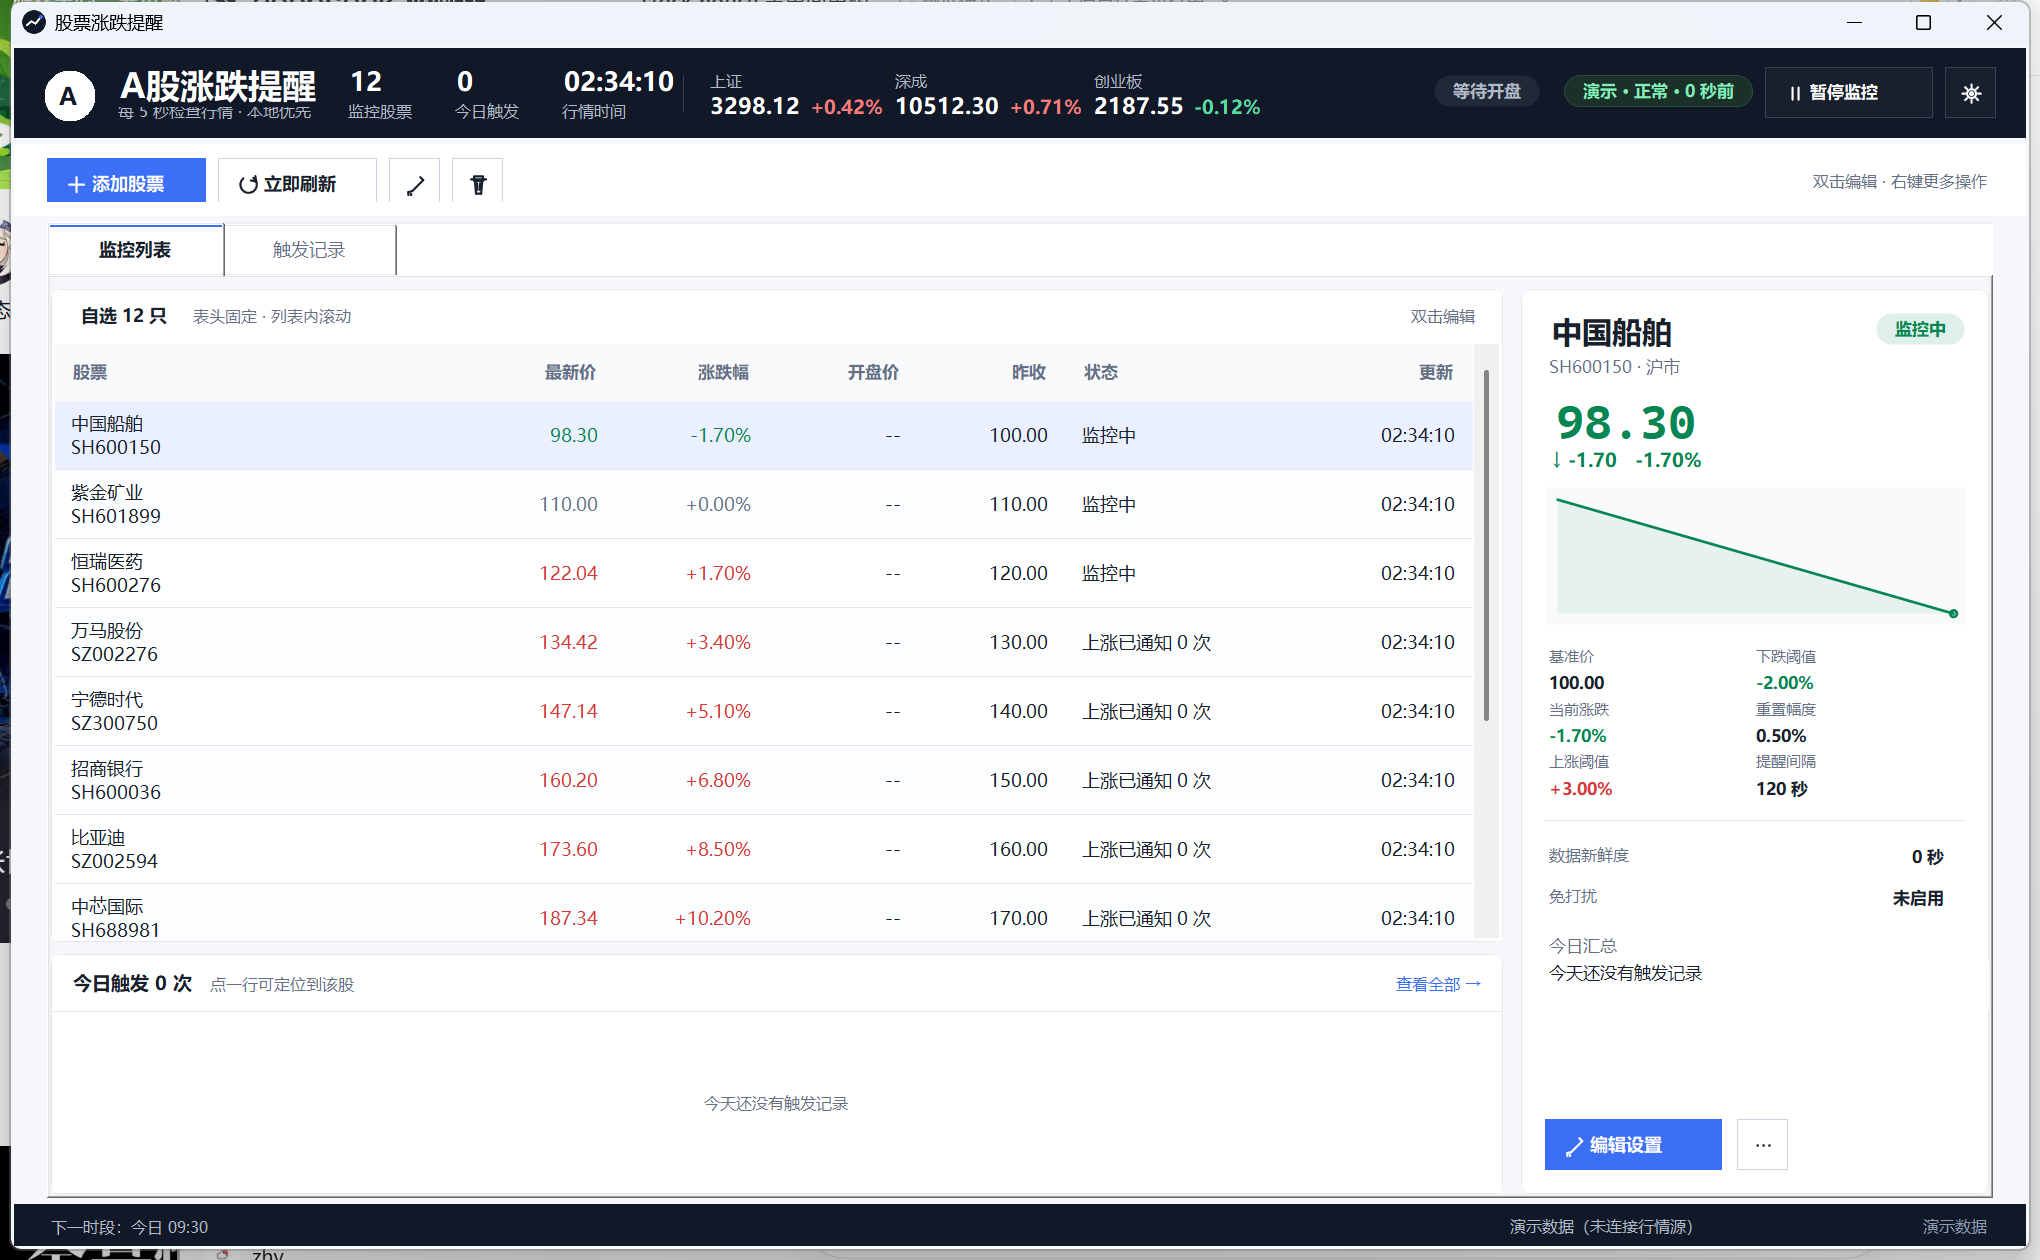 股票涨跌提醒
A
A股涨跌提醒
每 5 秒检查行情 · 本地优先
12
监控股票
0
今日触发
02:34:10
行情时间
上证
3298.12 +0.42%
深成
10512.30 +0.71%
创业板
2187.55 -0.12%
等待开盘
演示 • 正常 • 0 秒前
暂停监控
添加股票
立即刷新
双击编辑 · 右键更多操作
监控列表
触发记录
自选 12 只
表头固定 · 列表内滚动
双击编辑
股票 最新价 涨跌幅 开盘价 昨收 状态 更新
中国船舶
SH600150
98.30 -1.70% -- 100.00 监控中 02:34:10
紫金矿业
SH601899
110.00 +0.00% -- 110.00 监控中 02:34:10
恒瑞医药
SH600276
122.04 +1.70% -- 120.00 监控中 02:34:10
万马股份
SZ002276
134.42 +3.40% -- 130.00 上涨已通知 0 次 02:34:10
宁德时代
SZ300750
147.14 +5.10% -- 140.00 上涨已通知 0 次 02:34:10
招商银行
SH600036
160.20 +6.80% -- 150.00 上涨已通知 0 次 02:34:10
比亚迪
SZ002594
173.60 +8.50% -- 160.00 上涨已通知 0 次 02:34:10
中芯国际
SH688981
187.34 +10.20% -- 170.00 上涨已通知 0 次 02:34:10
今日触发 0 次
点一行可定位到该股
查看全部 →
今天还没有触发记录
中国船舶
监控中
SH600150 · 沪市
98.30
↓ -1.70 -1.70%
基准价
100.00
下跌阈值
-2.00%
当前涨跌
-1.70%
重置幅度
0.50%
上涨阈值
+3.00%
提醒间隔
120 秒
数据新鲜度
0 秒
免打扰
未启用
今日汇总
今天还没有触发记录
编辑设置
...
下一时段：今日 09:30
演示数据（未连接行情源）
演示数据
zhy